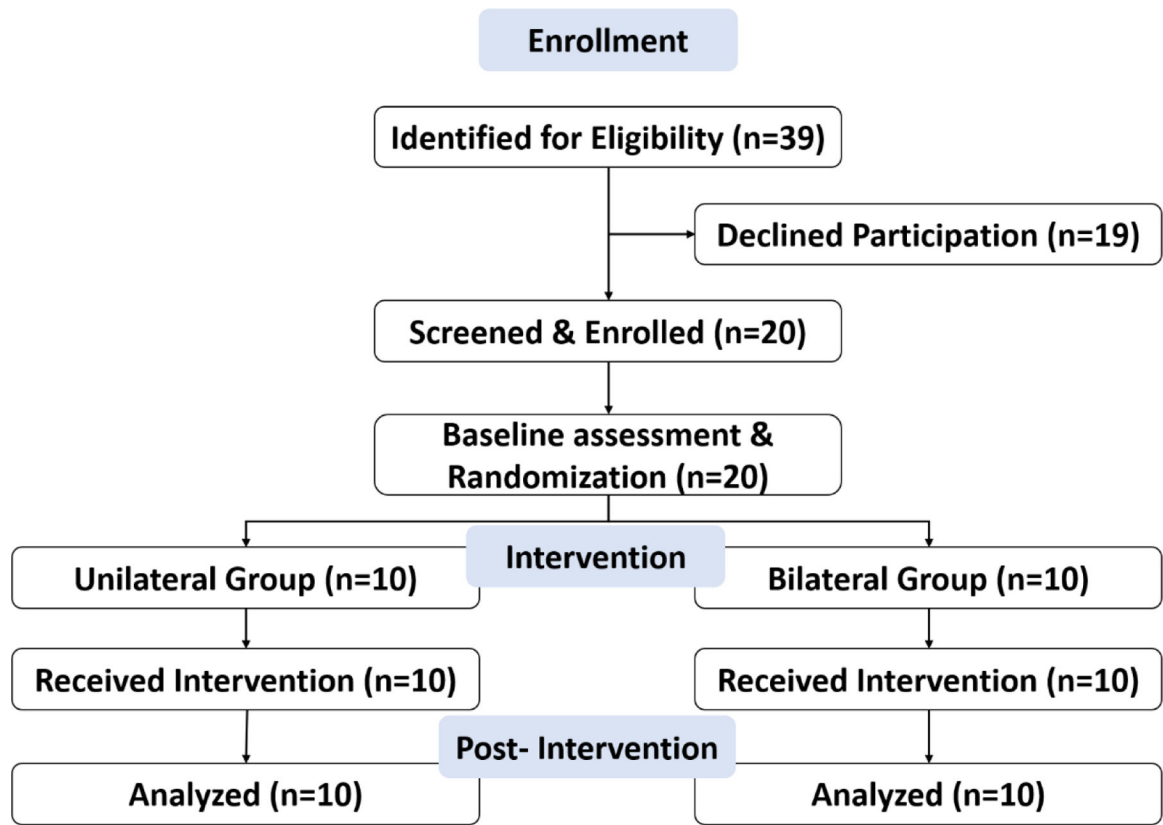 Enrollment
Identified for Eligibility (n=39)
Declined Participation (n=19)
Screened & Enrolled (n=20)
Baseline assessment &
Randomization (n=20)
Intervention
Unilateral Group (n=10)
Bilateral Group (n=10)
Received Intervention (n=10)
Received Intervention (n=10)
Post- Intervention
Analyzed (n=10)
Analyzed (n=10)